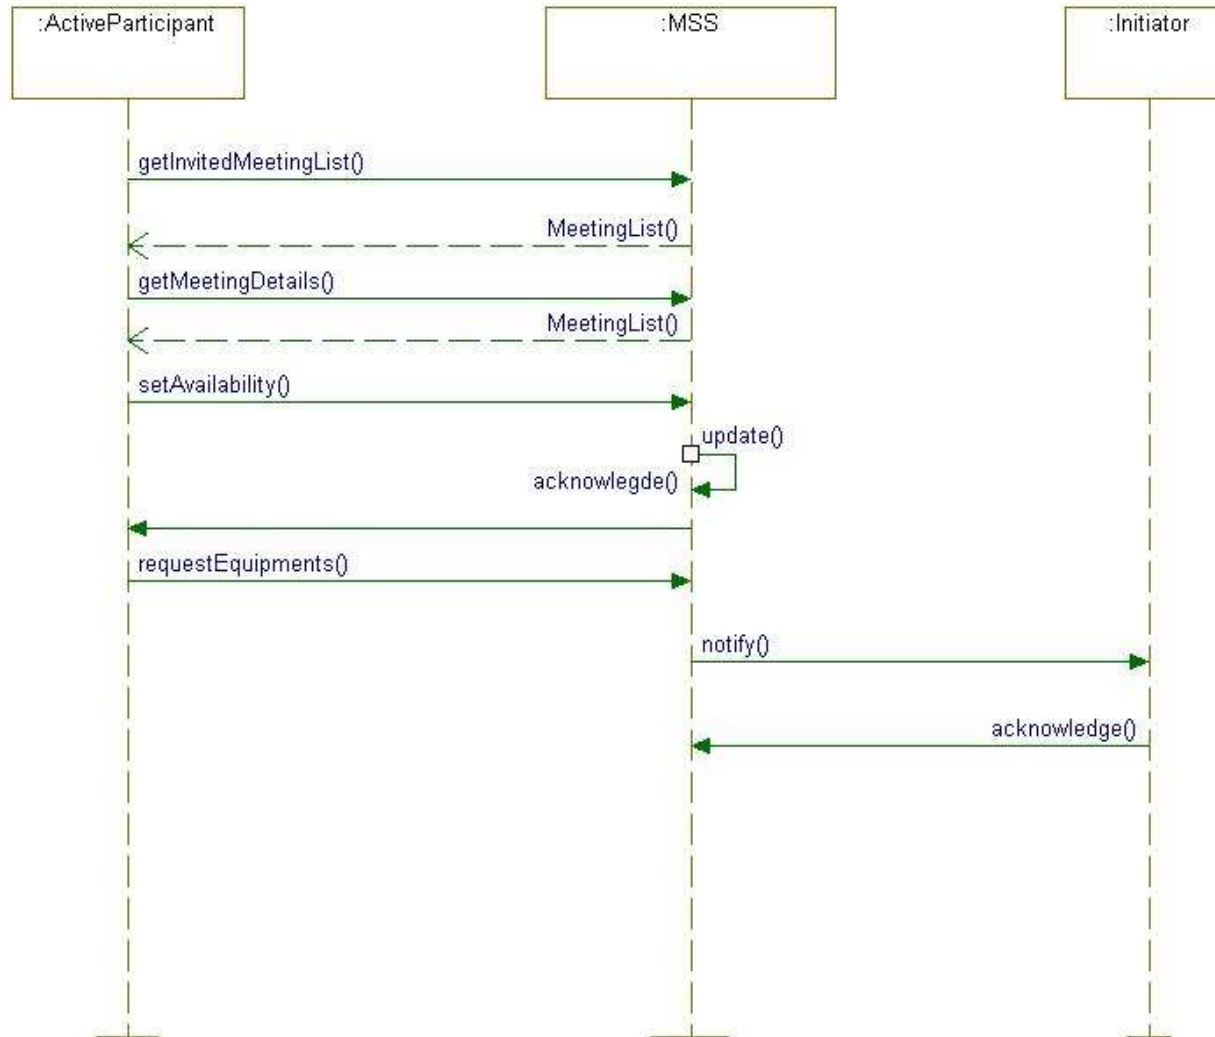 :ActiveParticipant
:MSS
:Initiator
getInvitedMeetingList()
MeetingList()
getMeetingDetails()
MeetingList()
setAvailability()
update()
acknowlegde()
requestEquipments()
notify()
acknowledge()